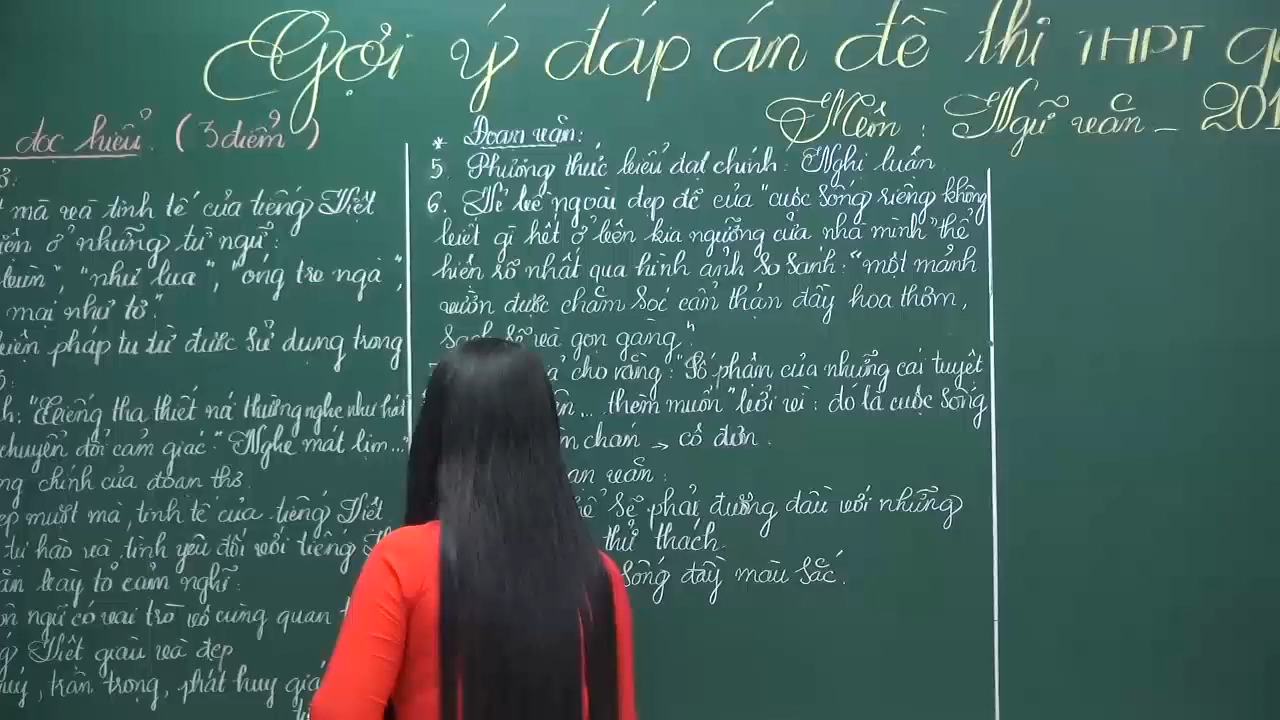 Gợi ý đáp án đề thi THPT
Môn : Ngữ văn - 201
đọc hiểu. ( 3 điểm )
mà và tinh tế của tiếng Việt
ở những từ ngữ:
bùn", "như lụa", "óng tre ngà",
mại như tơ".
pháp tu từ được sử dụng trong
"Tiếng tha thiết nói thường nghe như hát
chuyển đổi cảm giác "Nghe mát lịm..."
chính của đoạn thơ.
mượt mà, tinh tế của tiếng Việt
tự hào và tình yêu đối với tiếng
bày tỏ cảm nghĩ:
ngữ có vai trò vô cùng quan
Việt giàu và đẹp
trân trọng, phát huy giá
* Đoạn văn:
5. Phương thức biểu đạt chính: Nghị luận
6. Vẻ bề ngoài đẹp đẽ của "cuộc sống riêng không
biết gì hết ở bên kia ngưỡng cửa nhà mình" thể
hiện rõ nhất qua hình ảnh so sánh: "một mảnh
vườn được chăm sóc cẩn thận đầy hoa thơm,
sạch sẽ và gọn gàng"
cho rằng: "Số phận của những cái tuyệt
... thèm muốn" bởi vì: đó là cuộc sống
chán → cô đơn.
văn:
sẽ phải đương đầu với những
thử thách.
sống đầy màu sắc.